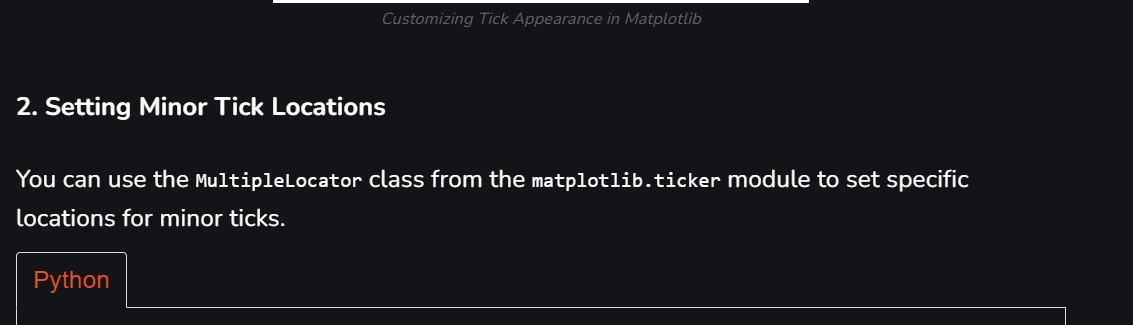 Customizing Tick Appearance in Matplotlib
2. Setting Minor Tick Locations
You can use the MultipleLocator class from the matplotlib.ticker module to set specific
locations for minor ticks.
Python